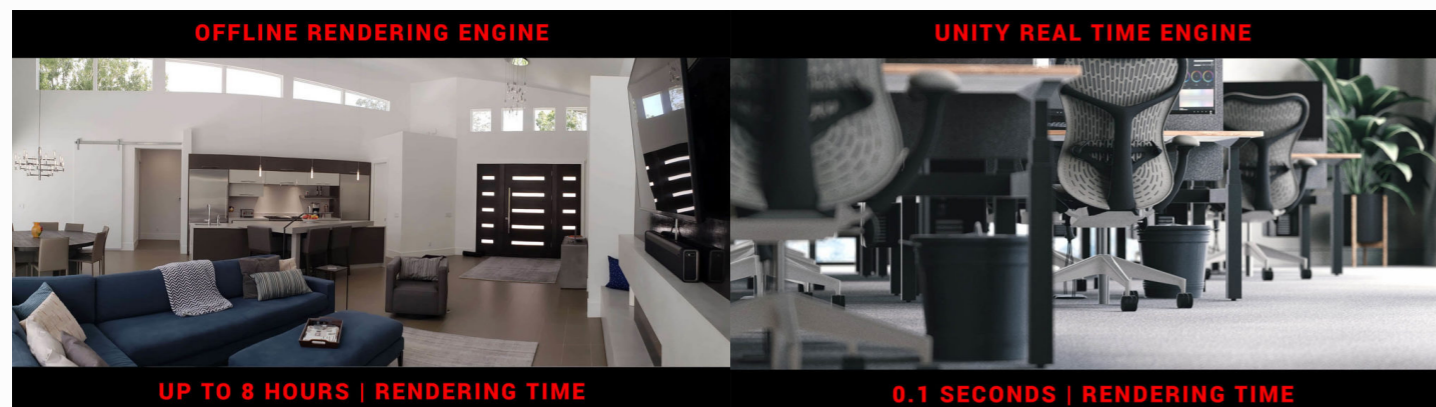 OFFLINE RENDERING ENGINE
UNITY REAL TIME ENGINE
UP TO 8 HOURS | RENDERING TIME
0.1 SECONDS | RENDERING TIME